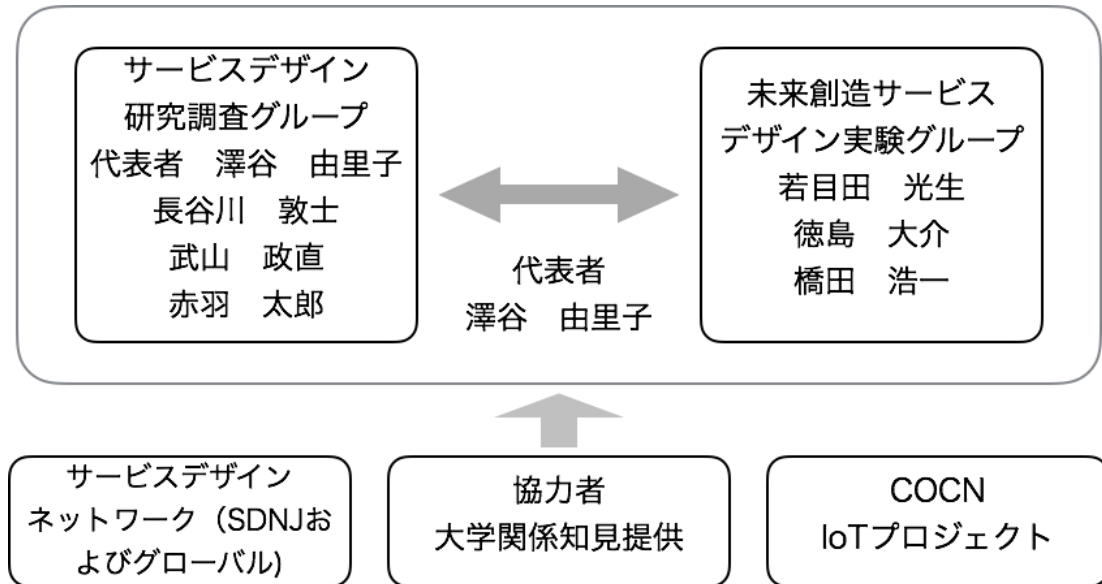 サービスデザイン
研究調査グループ
代表者　澤谷　由里子
長谷川　敦士
武山　政直
赤羽　太郎
代表者
澤谷　由里子
未来創造サービス
デザイン実験グループ
若目田　光生
徳島　大介
橋田　浩一
サービスデザイン
ネットワーク（SDNJお
よびグローバル)
協力者
大学関係知見提供
COCN
IoTプロジェクト